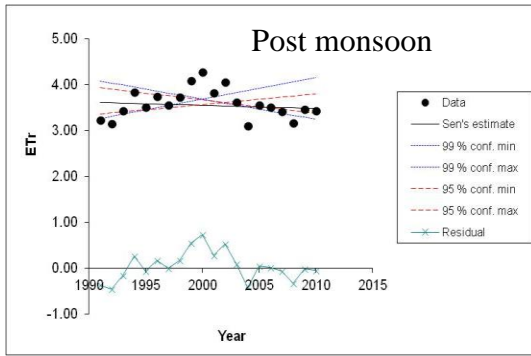 Post monsoon
5.00
4.00
3.00
2.00
1.00
0.00
-1.00
ETr
1990
1995
2000
2005
2010
2015
Year
Data
Sen's estimate
99 % conf. min
99 % conf. max
95 % conf. min
95 % conf. max
Residual